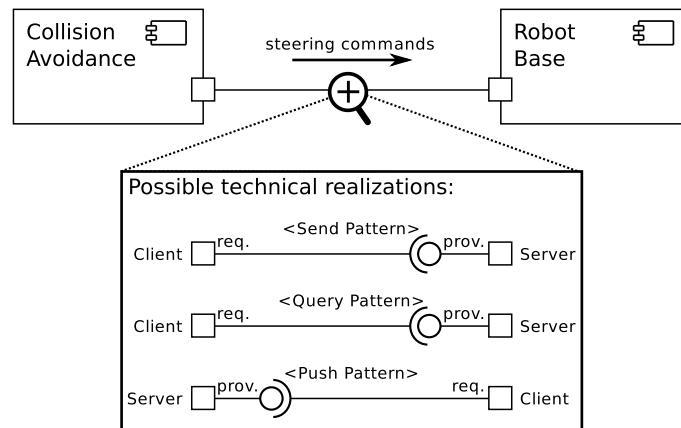 Collision
Avoidance
steering commands
Robot
Base
Possible technical realizations:
<Send Pattern>
Client req. prov. Server
<Query Pattern>
Client req. prov. Server
<Push Pattern>
Server prov. req. Client